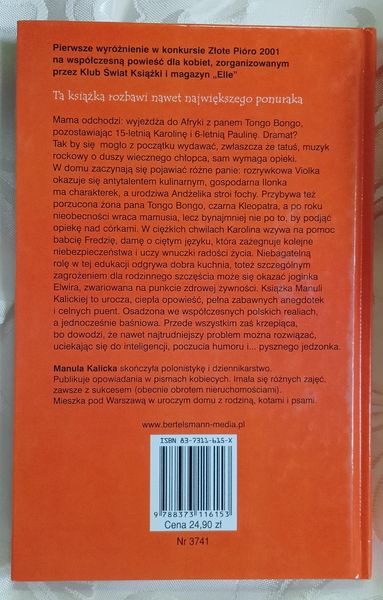 Pierwsze wyróżnienie w konkursie Złote Pióro 2001
na współczesną powieść dla kobiet, zorganizowanym
przez Klub Świat Książki i magazyn „Elle”
Ta książka rozbawi nawet największego ponuraka
Mama odchodzi: wyjeżdża do Afryki z panem Tongo Bongo,
pozostawiając 15-letnią Karolinę i 6-letnią Paulinę. Dramat?
Tak by się mogło z początku wydawać, zwłaszcza że tatuś, muzyk
rockowy o duszy wiecznego chłopca, sam wymaga opieki.
W domu zaczynają się pojawiać różne panie: rozrywkowa Violka
okazuje się antytalentem kulinarnym, gospodarna Ilonka
ma charakterek, a urodziwa Andżelika stroi fochy. Przybywa też
porzucona żona pana Tongo Bongo, czarna Kleopatra, a po roku
nieobecności wraca mamusia, lecz bynajmniej nie po to, by podjąć
opiekę nad córkami. W ciężkich chwilach Karolina wzywa na pomoc
babcię Fredzię, damę o ciętym języku, która zażegnuje kolejne
niebezpieczeństwa i uczy wnuczki radości życia. Niebagatelną
rolę w tej edukacji odgrywa dobra kuchnia, toteż szczególnym
zagrożeniem dla rodzinnego szczęścia może się okazać joginka
Elwira, zwariowana na punkcie zdrowej żywności. Książka Manuli
Kalickiej to urocza, ciepła opowieść, pełna zabawnych anegdotek
i celnych puent. Osadzona we współczesnych polskich realiach,
a jednocześnie baśniowa. Przede wszystkim zaś krzepiąca,
bo dowodzi, że nawet najtrudniejszy problem można rozwiązać,
uciekając się do inteligencji, poczucia humoru i... pysznego jedzonka.
Manula Kalicka skończyła polonistykę i dziennikarstwo.
Publikuje opowiadania w pismach kobiecych. Imała się różnych zajęć,
zawsze z sukcesem (obecnie obrotem nieruchomościami).
Mieszka pod Warszawą w uroczym domu z rodziną, kotami i psami.
www.bertelsmann-media.pl
ISBN 83-7311-615-X
9 788373 116153
Cena 24,90 zł
Nr 3741